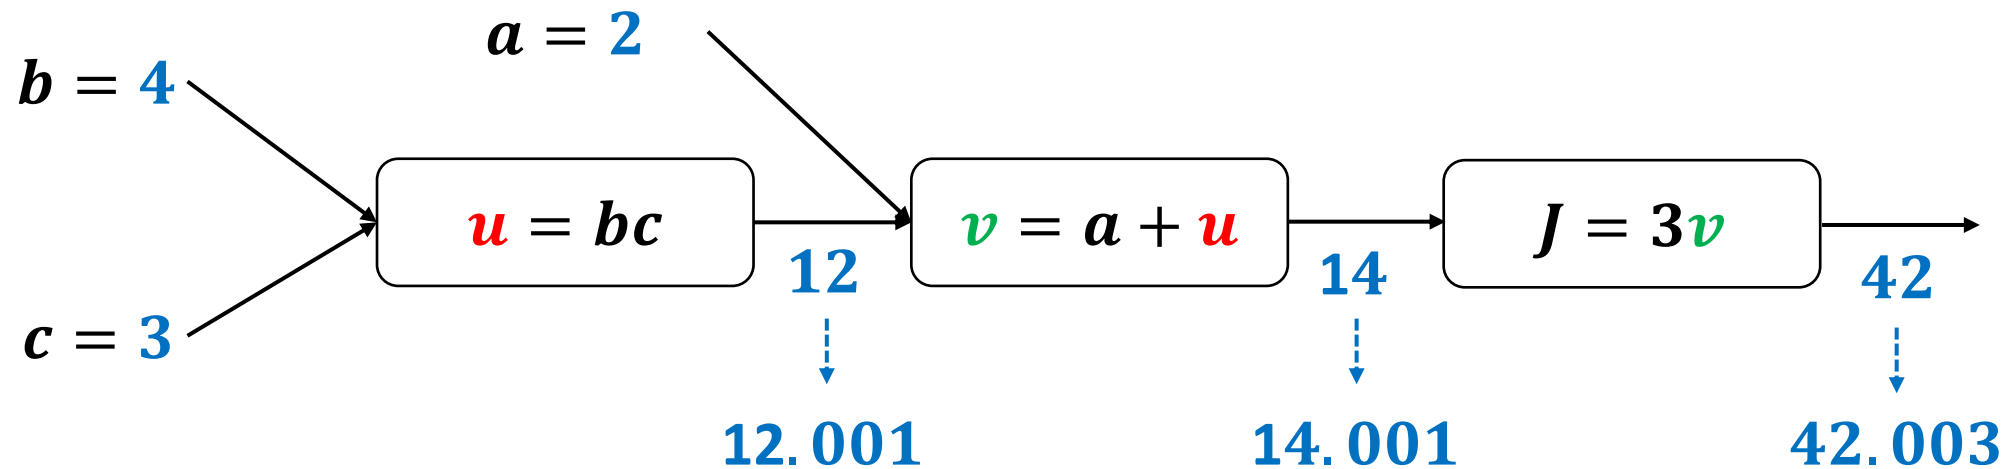 a = 2
b = 4
u = bc
v = a + u
J = 3v
12
14
42
c = 3
12.001
14.001
42.003